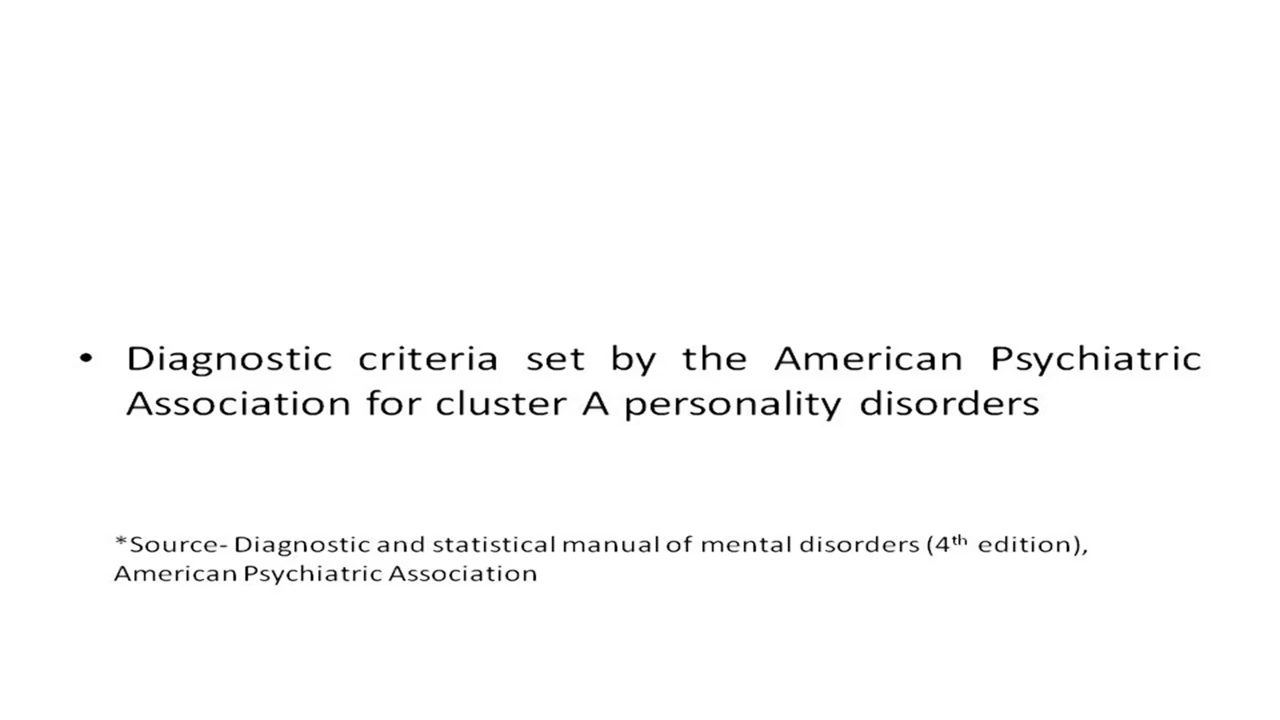 • Diagnostic criteria set by the American Psychiatric
Association for cluster A personality disorders
*Source- Diagnostic and statistical manual of mental disorders (4th edition),
American Psychiatric Association